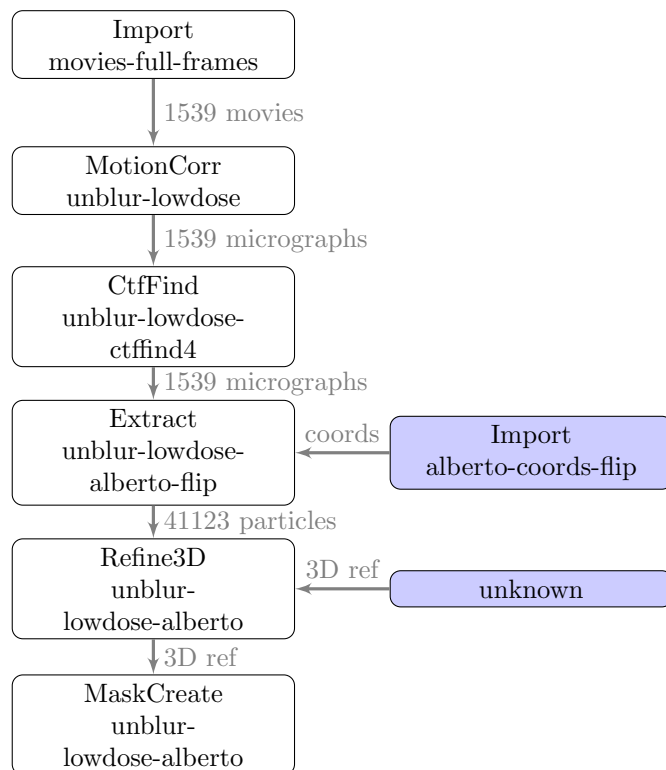 Import
movies-full-frames
1539 movies
MotionCorr
unblur-lowdose
1539 micrographs
CtfFind
unblur-lowdose-
ctffind4
1539 micrographs
Extract
unblur-lowdose-
alberto-flip
coords
Import
alberto-coords-flip
41123 particles
Refine3D
unblur-
lowdose-alberto
3D ref
unknown
3D ref
MaskCreate
unblur-
lowdose-alberto